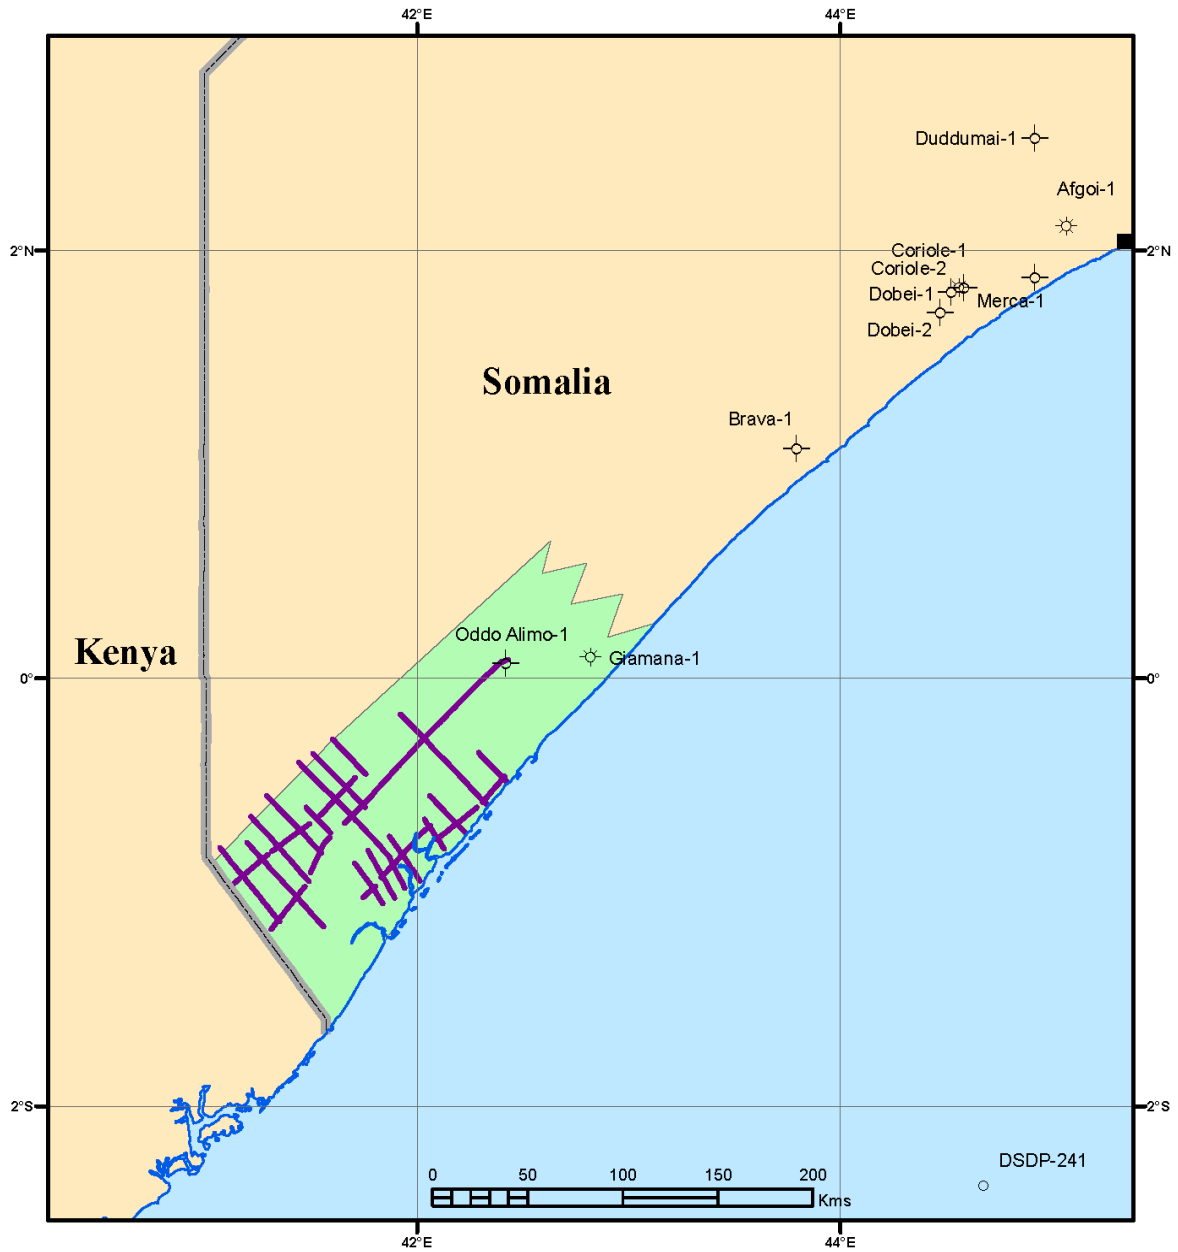 42°E
44°E
Duddumai-1
Afgoi-1
2°N
2°N
Coriole-1
Coriole-2
Dobei-1
Merca-1
Dobei-2
Somalia
Brava-1
Oddo Alimo-1
Kenya
Giamana-1
0°
0°
2°S
2°S
DSDP-241
0 50 100 150 200
Kms
42°E
44°E